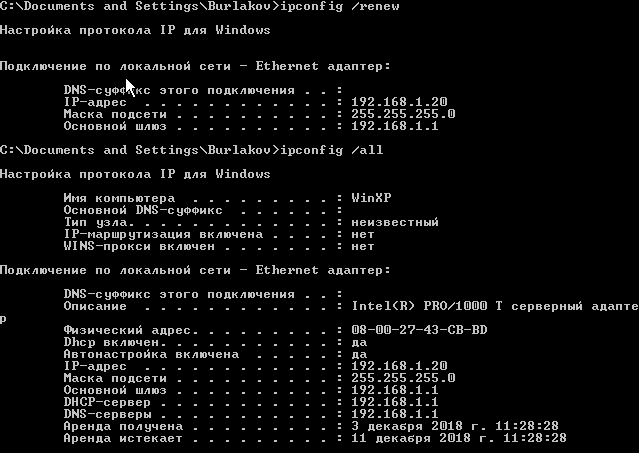 C:\Documents and Settings\Burlakov>ipconfig /renew
Настройка протокола IP для Windows
Подключение по локальной сети - Ethernet адаптер:
DNS-суффикс этого подключения . . :
IP-адрес . . . . . . . . . . . . : 192.168.1.20
Маска подсети . . . . . . . . . . : 255.255.255.0
Основной шлюз . . . . . . . . . . : 192.168.1.1
C:\Documents and Settings\Burlakov>ipconfig /all
Настройка протокола IP для Windows
Имя компьютера . . . . . . . . . : WinXP
Основной DNS-суффикс . . . . . . :
Тип узла. . . . . . . . . . . . . : неизвестный
IP-маршрутизация включена . . . . : нет
WINS-прокси включен . . . . . . . : нет
Подключение по локальной сети - Ethernet адаптер:
DNS-суффикс этого подключения . . :
Описание . . . . . . . . . . . . : Intel(R) PRO/1000 T серверный адапте
р
Физический адрес. . . . . . . . . : 08-00-27-43-CB-BD
Dhcp включен. . . . . . . . . . . : да
Автонастройка включена . . . . . : да
IP-адрес . . . . . . . . . . . . : 192.168.1.20
Маска подсети . . . . . . . . . . : 255.255.255.0
Основной шлюз . . . . . . . . . . : 192.168.1.1
DHCP-сервер . . . . . . . . . . . : 192.168.1.1
DNS-серверы . . . . . . . . . . . : 192.168.1.1
Аренда получена . . . . . . . . . : 3 декабря 2018 г. 11:28:28
Аренда истекает . . . . . . . . . : 11 декабря 2018 г. 11:28:28